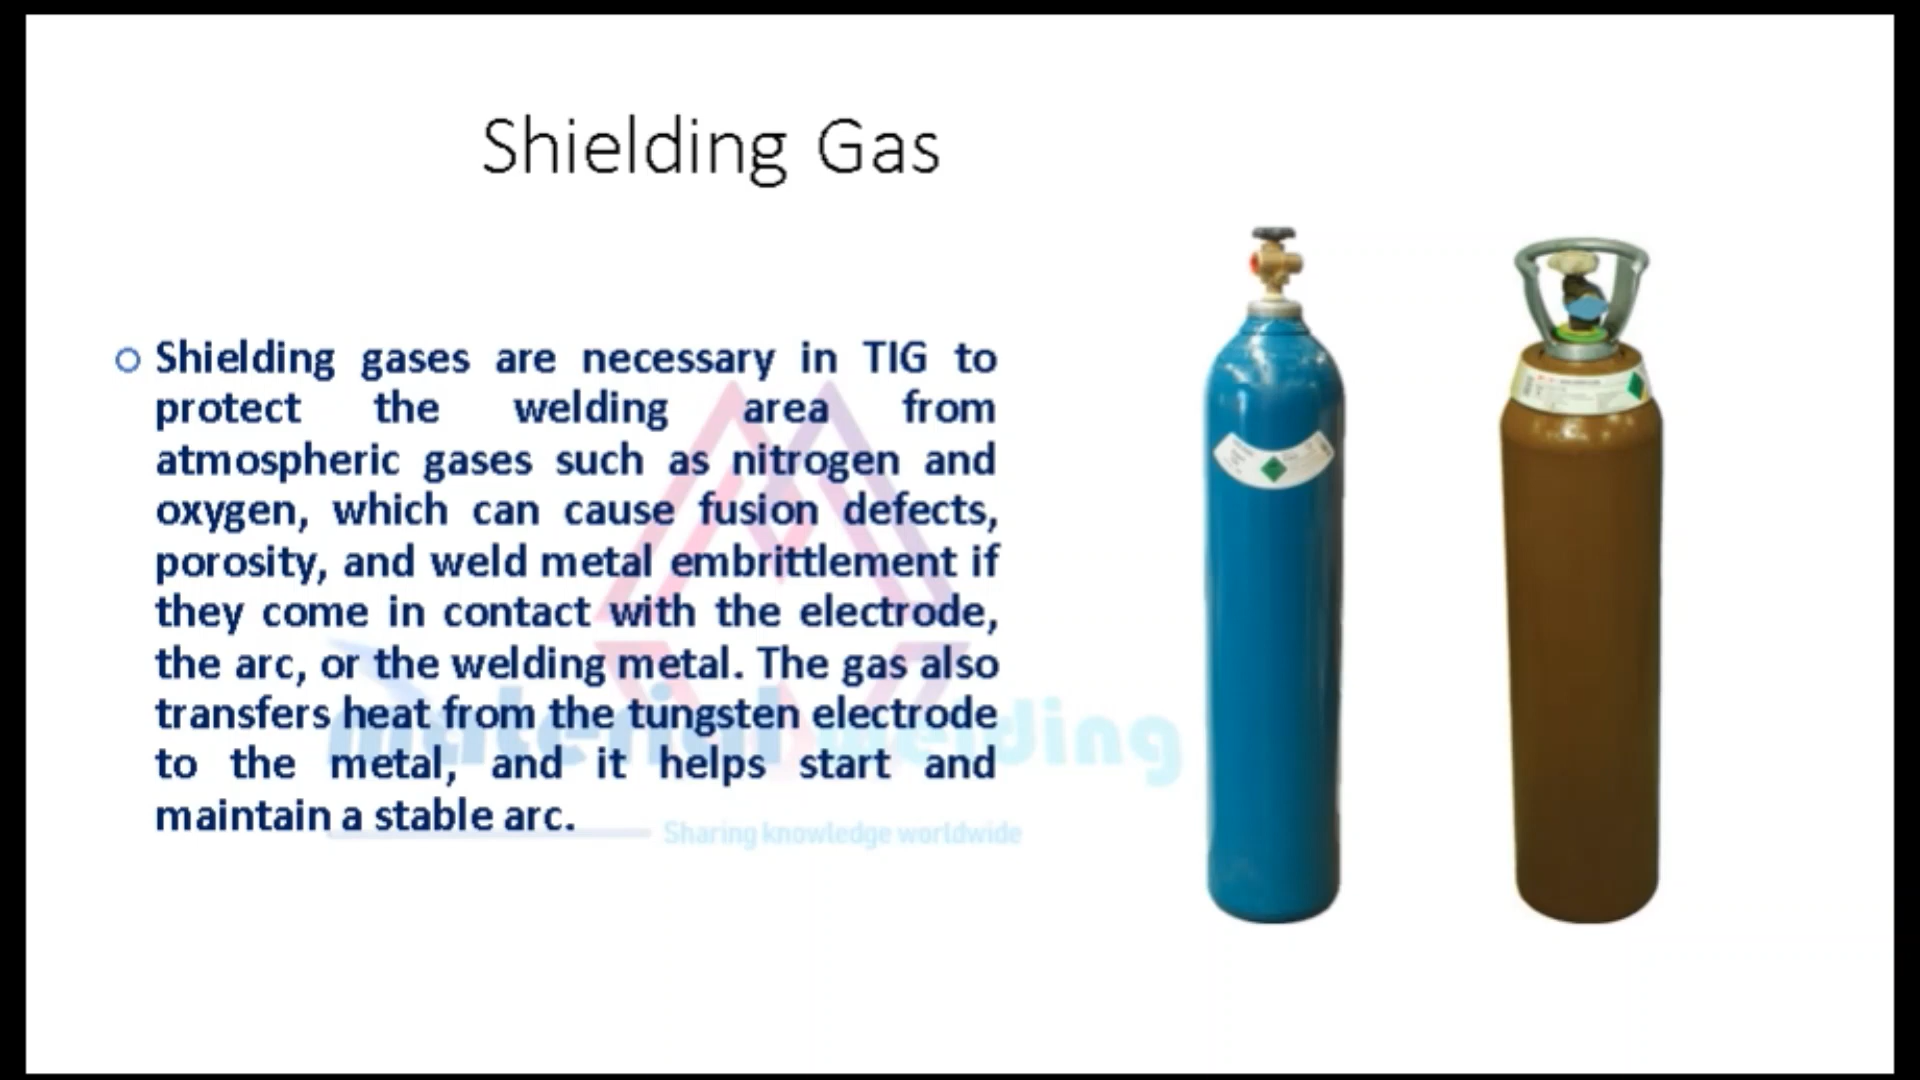 Shielding Gas
Shielding gases are necessary in TIG to
protect the welding area from
atmospheric gases such as nitrogen and
oxygen, which can cause fusion defects,
porosity, and weld metal embrittlement if
they come in contact with the electrode,
the arc, or the welding metal. The gas also
transfers heat from the tungsten electrode
to the metal, and it helps start and
maintain a stable arc.
material welding
Sharing knowledge worldwide